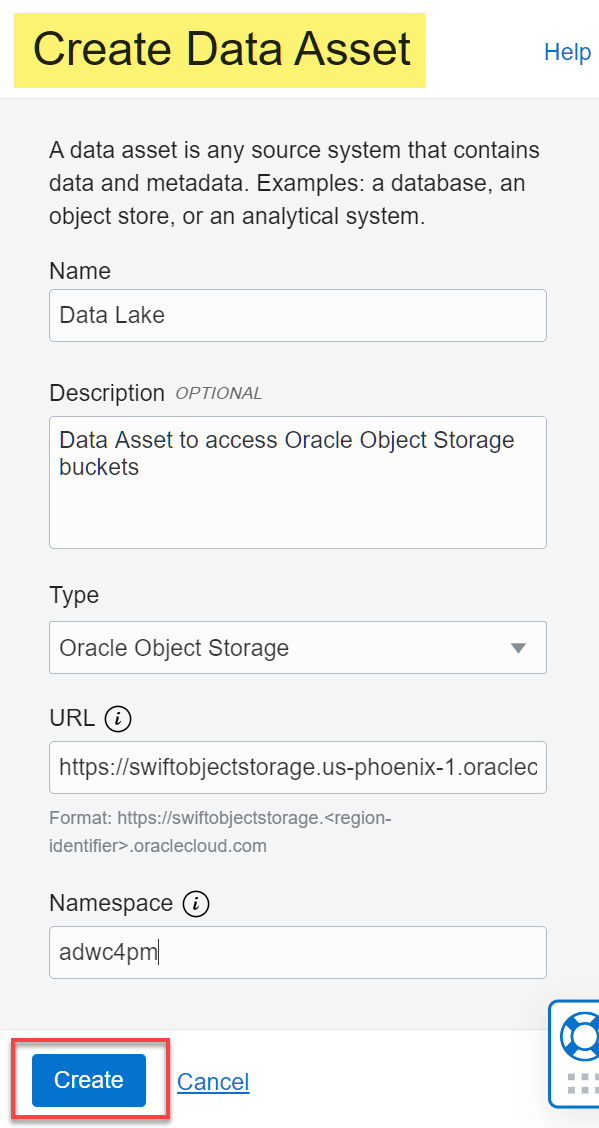 Create Data Asset
Help
A data asset is any source system that contains
data and metadata. Examples: a database, an
object store, or an analytical system.
Name
Data Lake
Description OPTIONAL
Data Asset to access Oracle Object Storage
buckets
Type
Oracle Object Storage
URL i
https://swiftobjectstorage.us-phoenix-1.oraclec
Format: https://swiftobjectstorage.<region-
identifier>.oraclecloud.com
Namespace i
adwc4pm
Create
Cancel